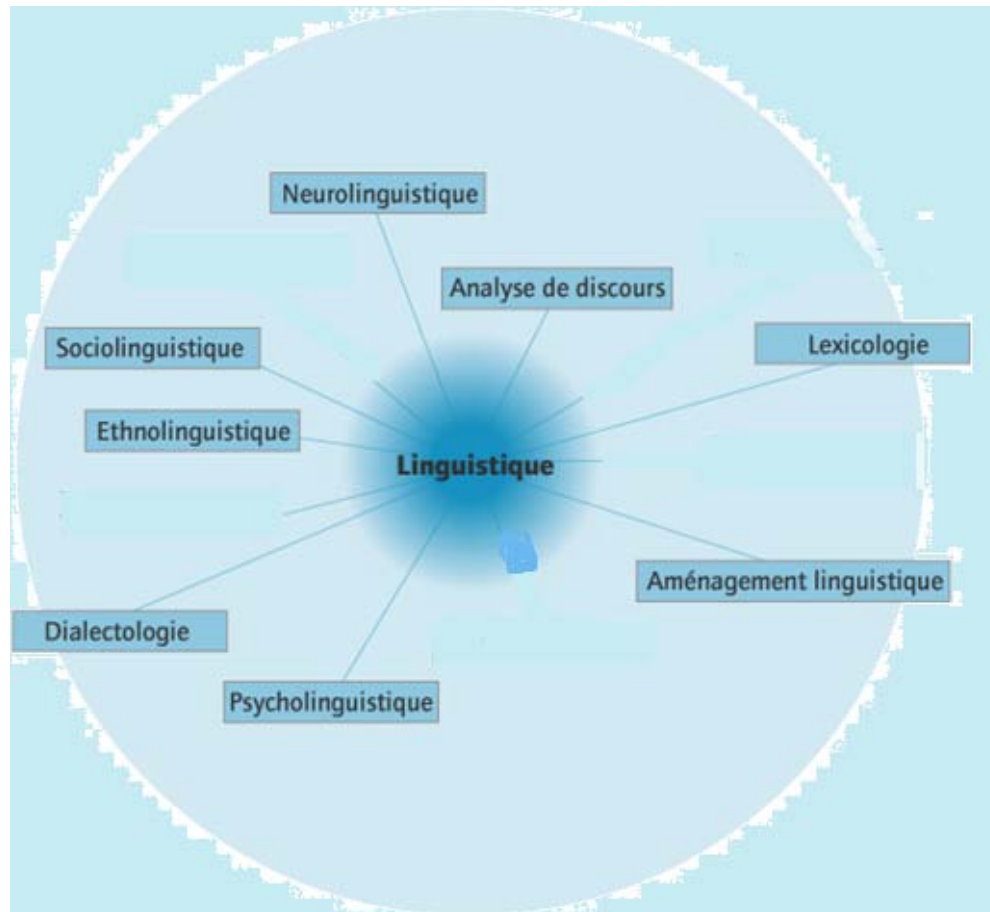 Neurolinguistique
Analyse de discours
Sociolinguistique
Lexicologie
Ethnolinguistique
Linguistique
Aménagement linguistique
Dialectologie
Psycholinguistique